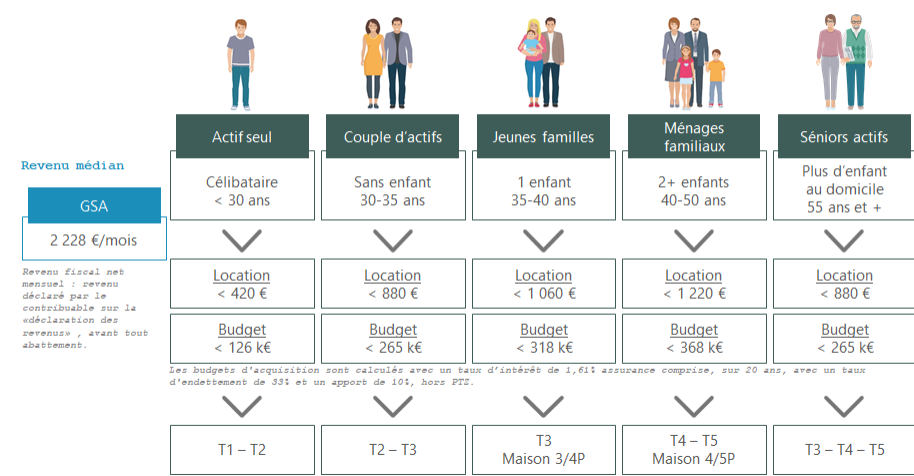 Actif seul
Couple d'actifs
Jeunes familles
Ménages
familiaux
Séniors actifs
Revenu médian
GSA
2 228 €/mois
Revenu fiscal net
mensuel : revenu
déclaré par le
contribuable sur la
«déclaration des
revenus» , avant tout
abattement.
Célibataire
< 30 ans
Sans enfant
30-35 ans
1 enfant
35-40 ans
2+ enfants
40-50 ans
Plus d'enfant
au domicile
55 ans et +
Location
< 420 €
Location
< 880 €
Location
< 1 060 €
Location
< 1 220 €
Location
< 880 €
Budget
< 126 k€
Budget
< 265 k€
Budget
< 318 k€
Budget
< 368 k€
Budget
< 265 k€
Les budgets d'acquisition sont calculés avec un taux d'intérêt de 1,61% assurance comprise, sur 20 ans, avec un taux
d'endettement de 33% et un apport de 10%, hors PTZ.
T1 – T2
T2 – T3
T3
Maison 3/4P
T4 – T5
Maison 4/5P
T3 – T4 – T5